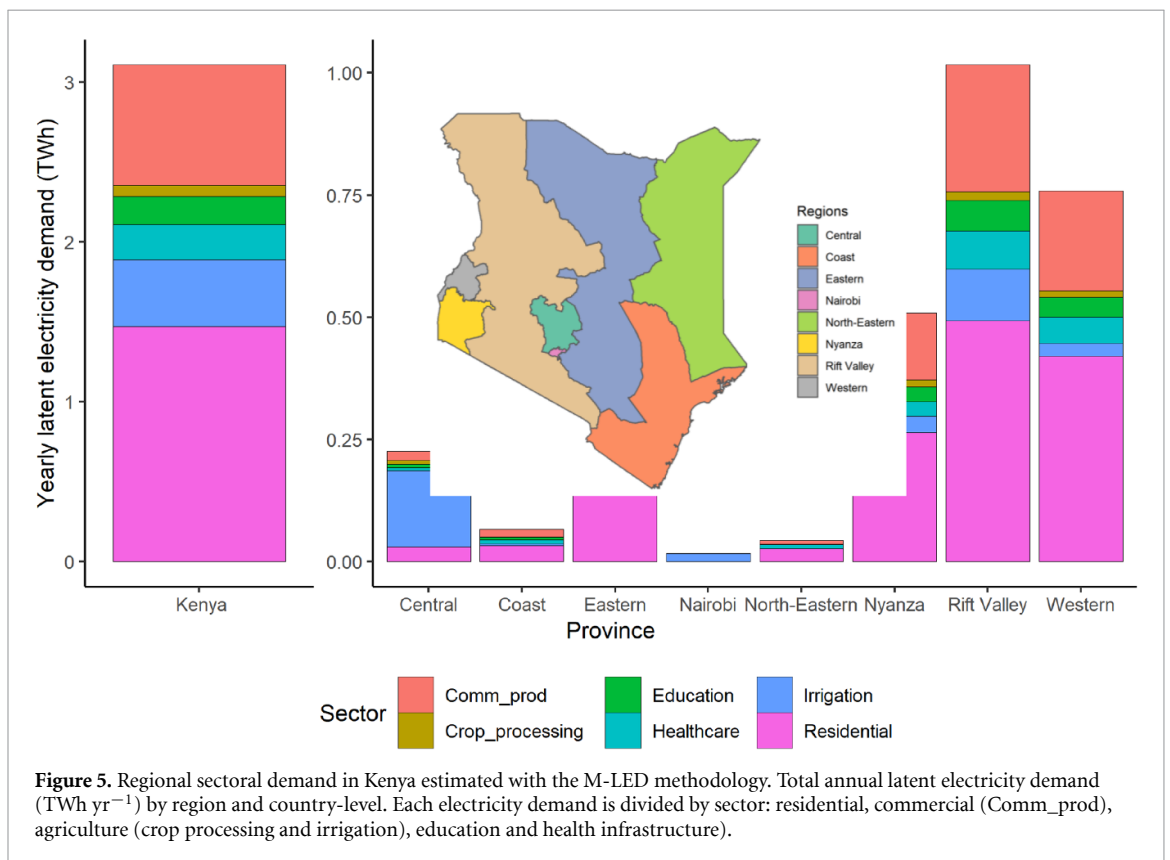 Yearly latent electricity demand (TWh)
3
2
1
0
Kenya
1.00
0.75
0.50
0.25
0.00
Regions
Central
Coast
Eastern
Nairobi
North-Eastern
Nyanza
Rift Valley
Western
Central Coast Eastern Nairobi North-Eastern Nyanza Rift Valley Western
Province
Sector
Comm_prod Education Irrigation
Crop_processing Healthcare Residential
Figure 5. Regional sectoral demand in Kenya estimated with the M-LED methodology. Total annual latent electricity demand
(TWh yr−1) by region and country-level. Each electricity demand is divided by sector: residential, commercial (Comm_prod),
agriculture (crop processing and irrigation), education and health infrastructure).